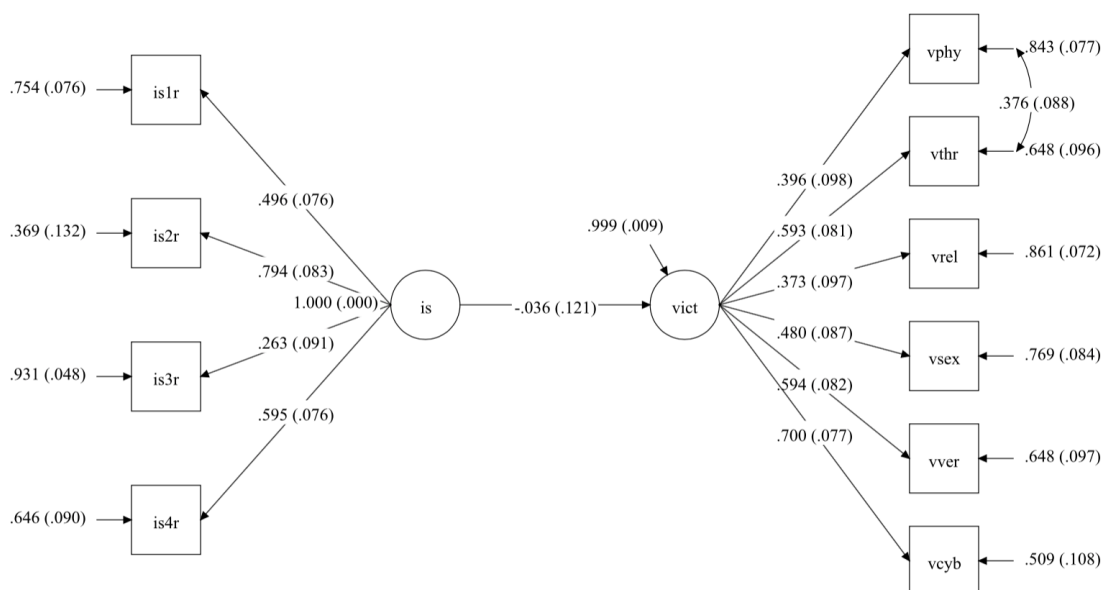 .754 (.076)
is1r
.496 (.076)
.369 (.132)
is2r
.794 (.083)
1.000 (.000)
is
.931 (.048)
is3r
.263 (.091)
.646 (.090)
is4r
.595 (.076)
-.036 (.121)
.999 (.009)
vict
.396 (.098)
vphy
.843 (.077)
.376 (.088)
.593 (.081)
vthr
.648 (.096)
.373 (.097)
vrel
.861 (.072)
.480 (.087)
vsex
.769 (.084)
.594 (.082)
vver
.648 (.097)
.700 (.077)
vcyb
.509 (.108)